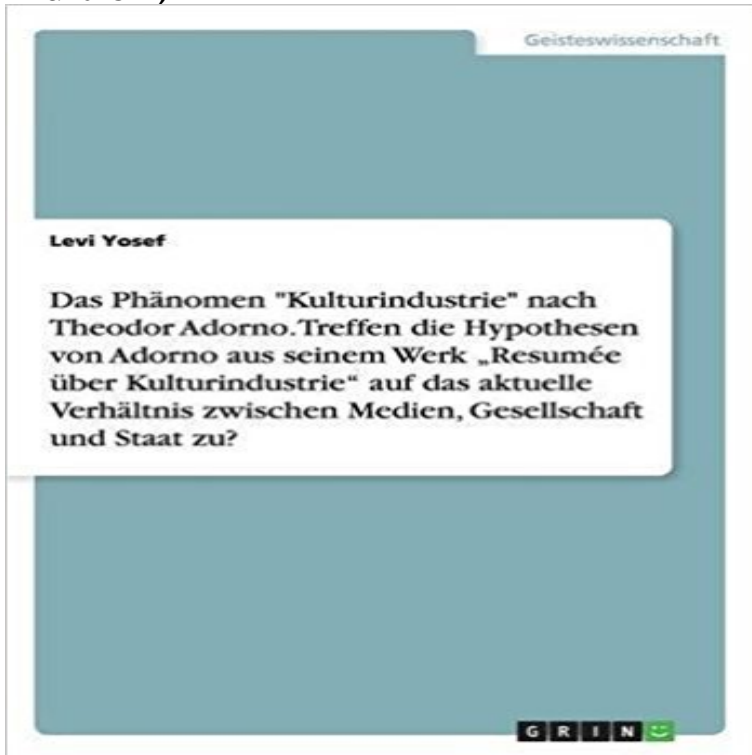 Geisteswissenschaft
Levi Yosef
Das Phänomen "Kulturindustrie" nach
Theodor Adorno. Treffen die Hypothesen
von Adorno aus seinem Werk „Resumée
über Kulturindustrie“ auf das aktuelle
Verhältnis zwischen Medien, Gesellschaft
und Staat zu?
GRIN